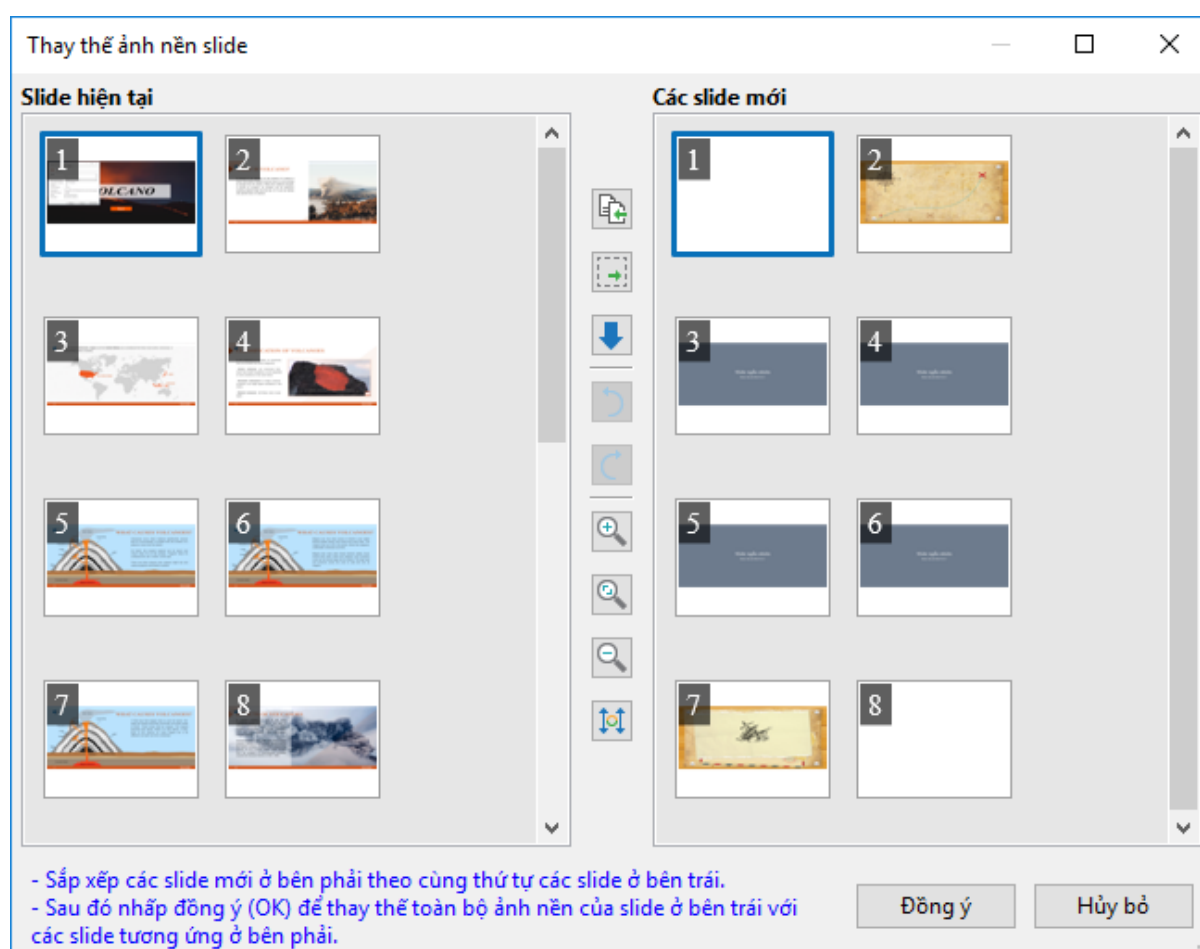 Thay thế ảnh nền slide
Slide hiện tại
Các slide mới
1
2
3
4
5
6
7
8
OLCANO
1
2
3
4
5
6
7
8
- Sắp xếp các slide mới ở bên phải theo cùng thứ tự các slide ở bên trái.
- Sau đó nhấp đồng ý (OK) để thay thế toàn bộ ảnh nền của slide ở bên trái với
các slide tương ứng ở bên phải.
Đồng ý
Hủy bỏ